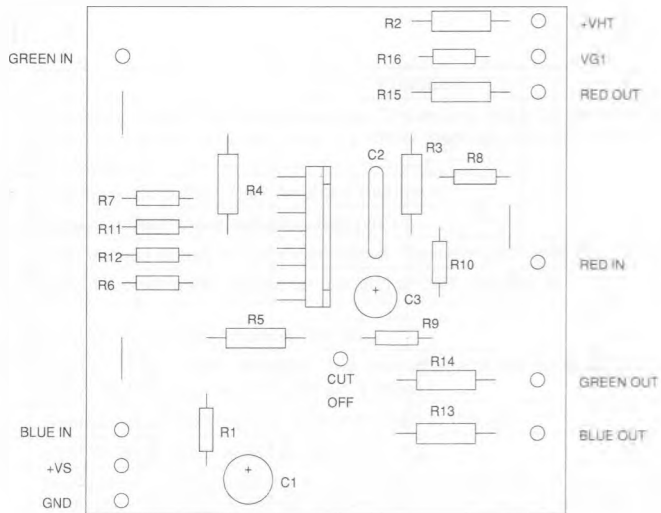 R2 +VHT
GREEN IN R16 VG1
R15 RED OUT
C2 R3 R8
R4
R7
R11
R12 R10 RED IN
R6
+ C3
R5 R9
R14
CUT GREEN OUT
OFF
R13
BLUE IN R1 BLUE OUT
+VS +
C1
GND